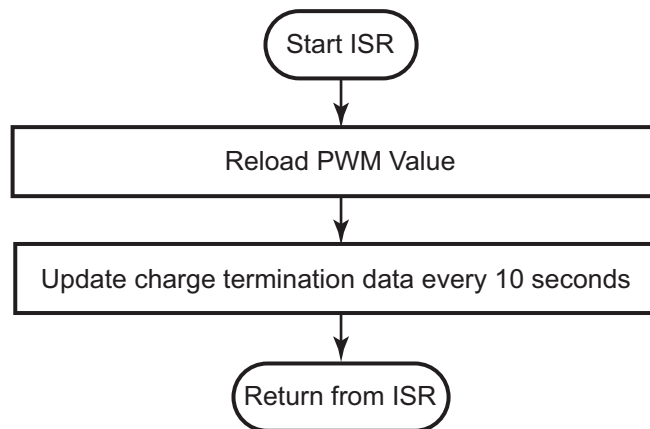 Start ISR
Reload PWM Value
Update charge termination data every 10 seconds
Return from ISR